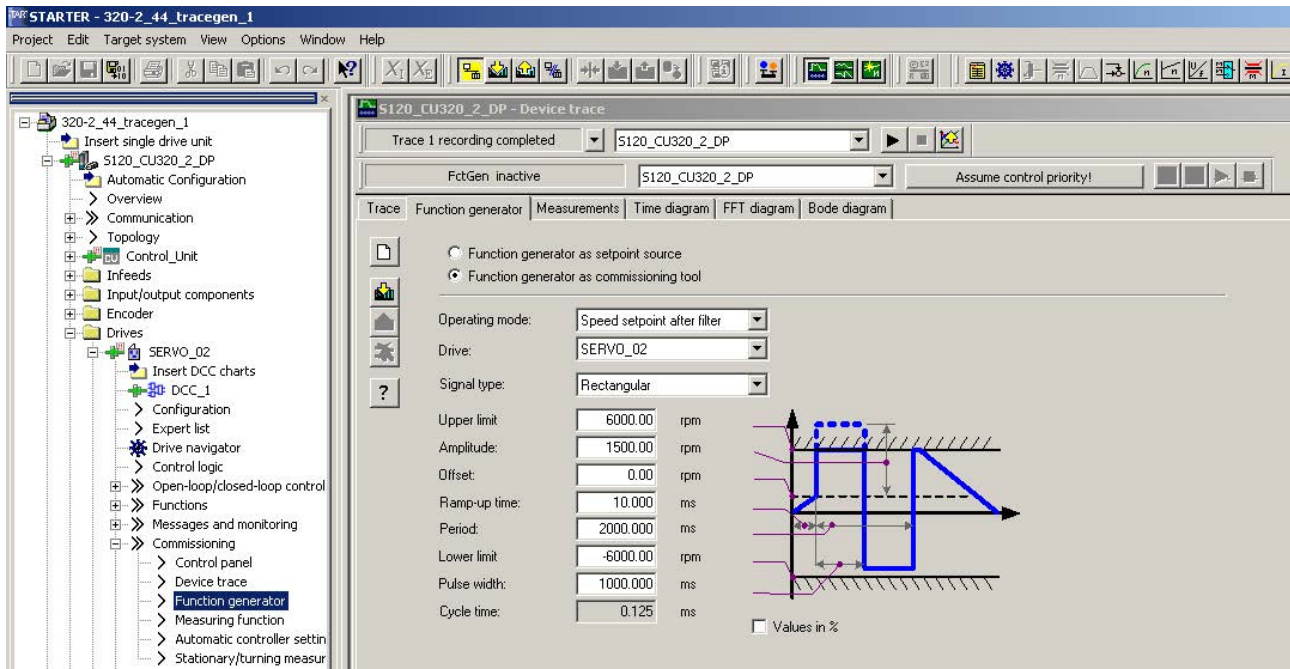 STARTER - 320-2_44_tracegen_1
Project Edit Target system View Options Window Help
320-2_44_tracegen_1
Insert single drive unit
S120_CU320_2_DP
Automatic Configuration
Overview
Communication
Topology
Control_Unit
Infeeds
Input/output components
Encoder
Drives
SERVO_02
Insert DCC charts
DCC_1
Configuration
Expert list
Drive navigator
Control logic
Open-loop/closed-loop control
Functions
Messages and monitoring
Commissioning
Control panel
Device trace
Function generator
Measuring function
Automatic controller settin
Stationary/turning measur
S120_CU320_2_DP - Device trace
Trace 1 recording completed S120_CU320_2_DP
FctGen inactive S120_CU320_2_DP Assume control priority!
Trace Function generator Measurements Time diagram FFT diagram Bode diagram
Function generator as setpoint source
Function generator as commissioning tool
Operating mode: Speed setpoint after filter
Drive: SERVO_02
Signal type: Rectangular
Upper limit 6000.00 rpm
Amplitude: 1500.00 rpm
Offset: 0.00 rpm
Ramp-up time: 10.000 ms
Period: 2000.000 ms
Lower limit -6000.00 rpm
Pulse width: 1000.000 ms
Cycle time: 0.125 ms
Values in %